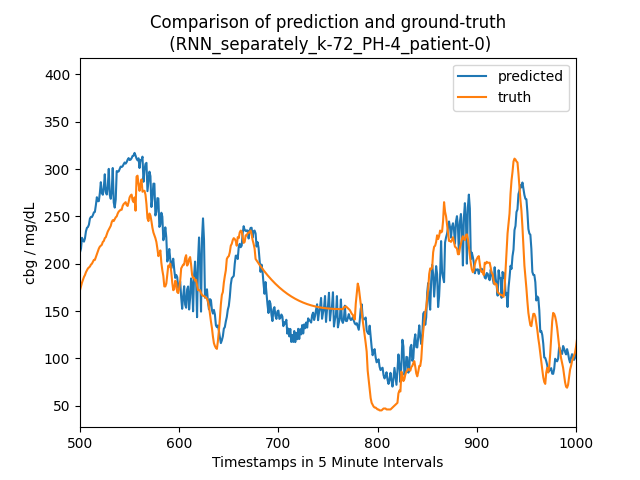 Comparison of prediction and ground-truth
(RNN_separately_k-72_PH-4_patient-0)
predicted
truth
cbg / mg/dL
400
350
300
250
200
150
100
50
500 600 700 800 900 1000
Timestamps in 5 Minute Intervals